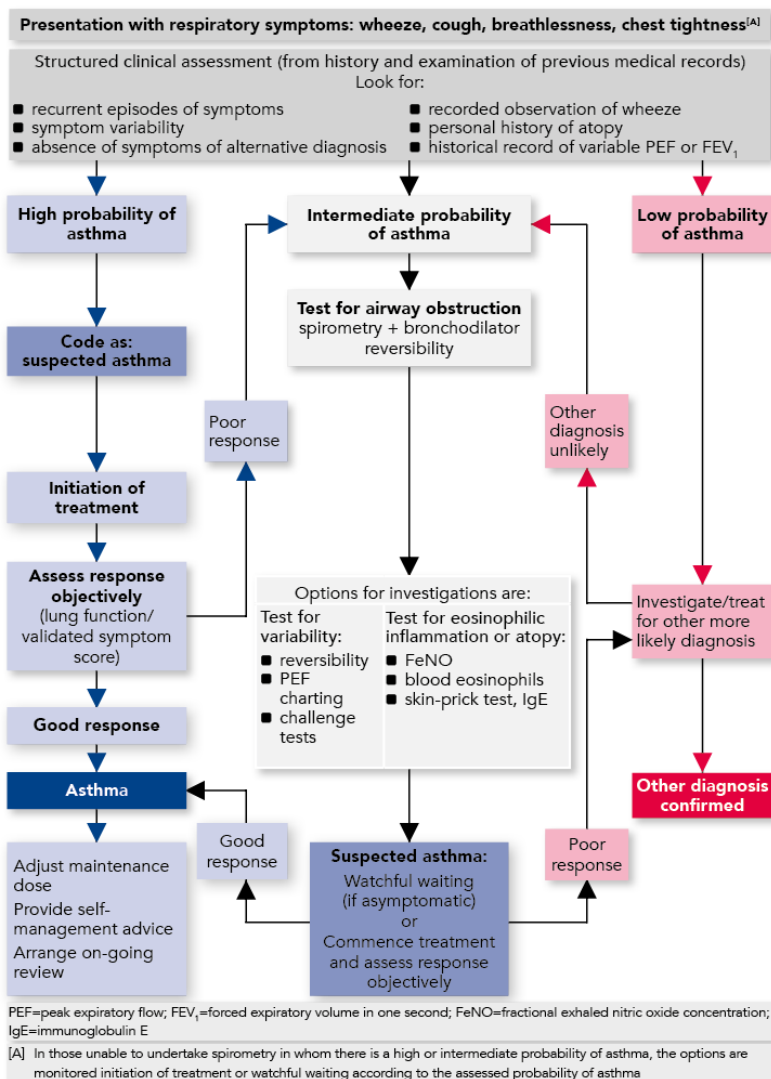 Presentation with respiratory symptoms: wheeze, cough, breathlessness, chest tightness[A]
Structured clinical assessment (from history and examination of previous medical records)
Look for:
■ recurrent episodes of symptoms
■ symptom variability
■ absence of symptoms of alternative diagnosis
■ recorded observation of wheeze
■ personal history of atopy
■ historical record of variable PEF or FEV1
High probability of
asthma
Intermediate probability
of asthma
Low probability
of asthma
Code as:
suspected asthma
Test for airway obstruction
spirometry + bronchodilator
reversibility
Poor
response
Other
diagnosis
unlikely
Initiation of
treatment
Assess response
objectively
(lung function/
validated symptom
score)
Options for investigations are:
Test for
variability:
■ reversibility
■ PEF
charting
■ challenge
tests
Test for eosinophilic
inflammation or atopy:
■ FeNO
■ blood eosinophils
■ skin-prick test, IgE
Investigate/treat
for other more
likely diagnosis
Good response
Asthma
Other diagnosis
confirmed
Good
response
Suspected asthma:
Watchful waiting
(if asymptomatic)
or
Commence treatment
and assess response
objectively
Poor
response
Adjust maintenance
dose
Provide self-
management advice
Arrange on-going
review
PEF=peak expiratory flow; FEV1=forced expiratory volume in one second; FeNO=fractional exhaled nitric oxide concentration;
IgE=immunoglobulin E
[A] In those unable to undertake spirometry in whom there is a high or intermediate probability of asthma, the options are
monitored initiation of treatment or watchful waiting according to the assessed probability of asthma